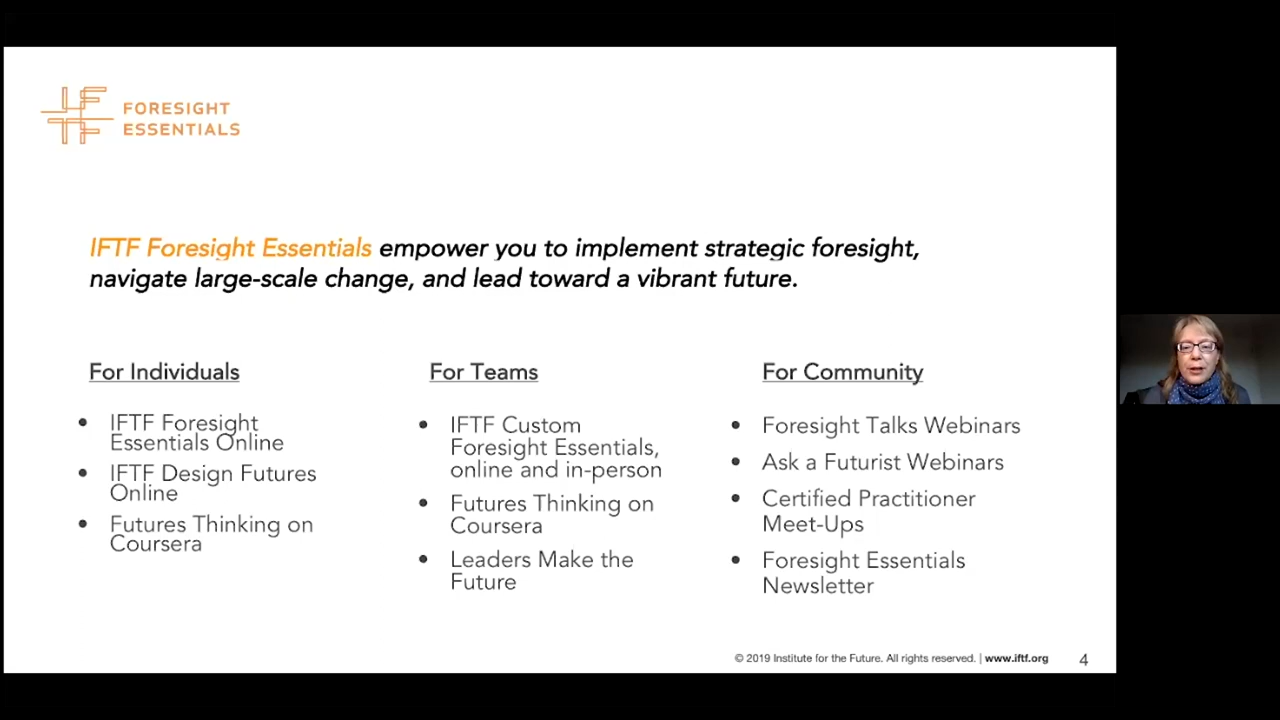 FORESIGHT
ESSENTIALS
IFTF Foresight Essentials empower you to implement strategic foresight,
navigate large-scale change, and lead toward a vibrant future.
For Individuals
• IFTF Foresight
Essentials Online
• IFTF Design Futures
Online
• Futures Thinking on
Coursera
For Teams
• IFTF Custom
Foresight Essentials,
online and in-person
• Futures Thinking on
Coursera
• Leaders Make the
Future
For Community
• Foresight Talks Webinars
• Ask a Futurist Webinars
• Certified Practitioner
Meet-Ups
• Foresight Essentials
Newsletter
© 2019 Institute for the Future. All rights reserved. | www.iftf.org 4